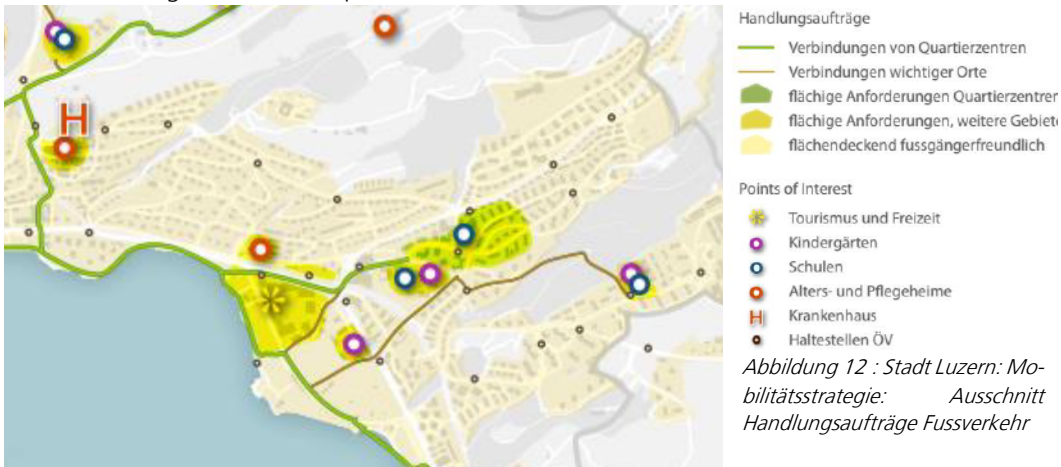 Handlungsaufträge
Verbindungen von Quartierzentren
Verbindungen wichtiger Orte
flächige Anforderungen Quartierzentren
flächige Anforderungen, weitere Gebiete
flächendeckend fussgängerfreundlich
Points of Interest
Tourismus und Freizeit
Kindergärten
Schulen
Alters- und Pflegeheime
H Krankenhaus
Haltestellen ÖV
H
Abbildung 12 : Stadt Luzern: Mo-
bilitätsstrategie: Ausschnitt
Handlungsaufträge Fussverkehr